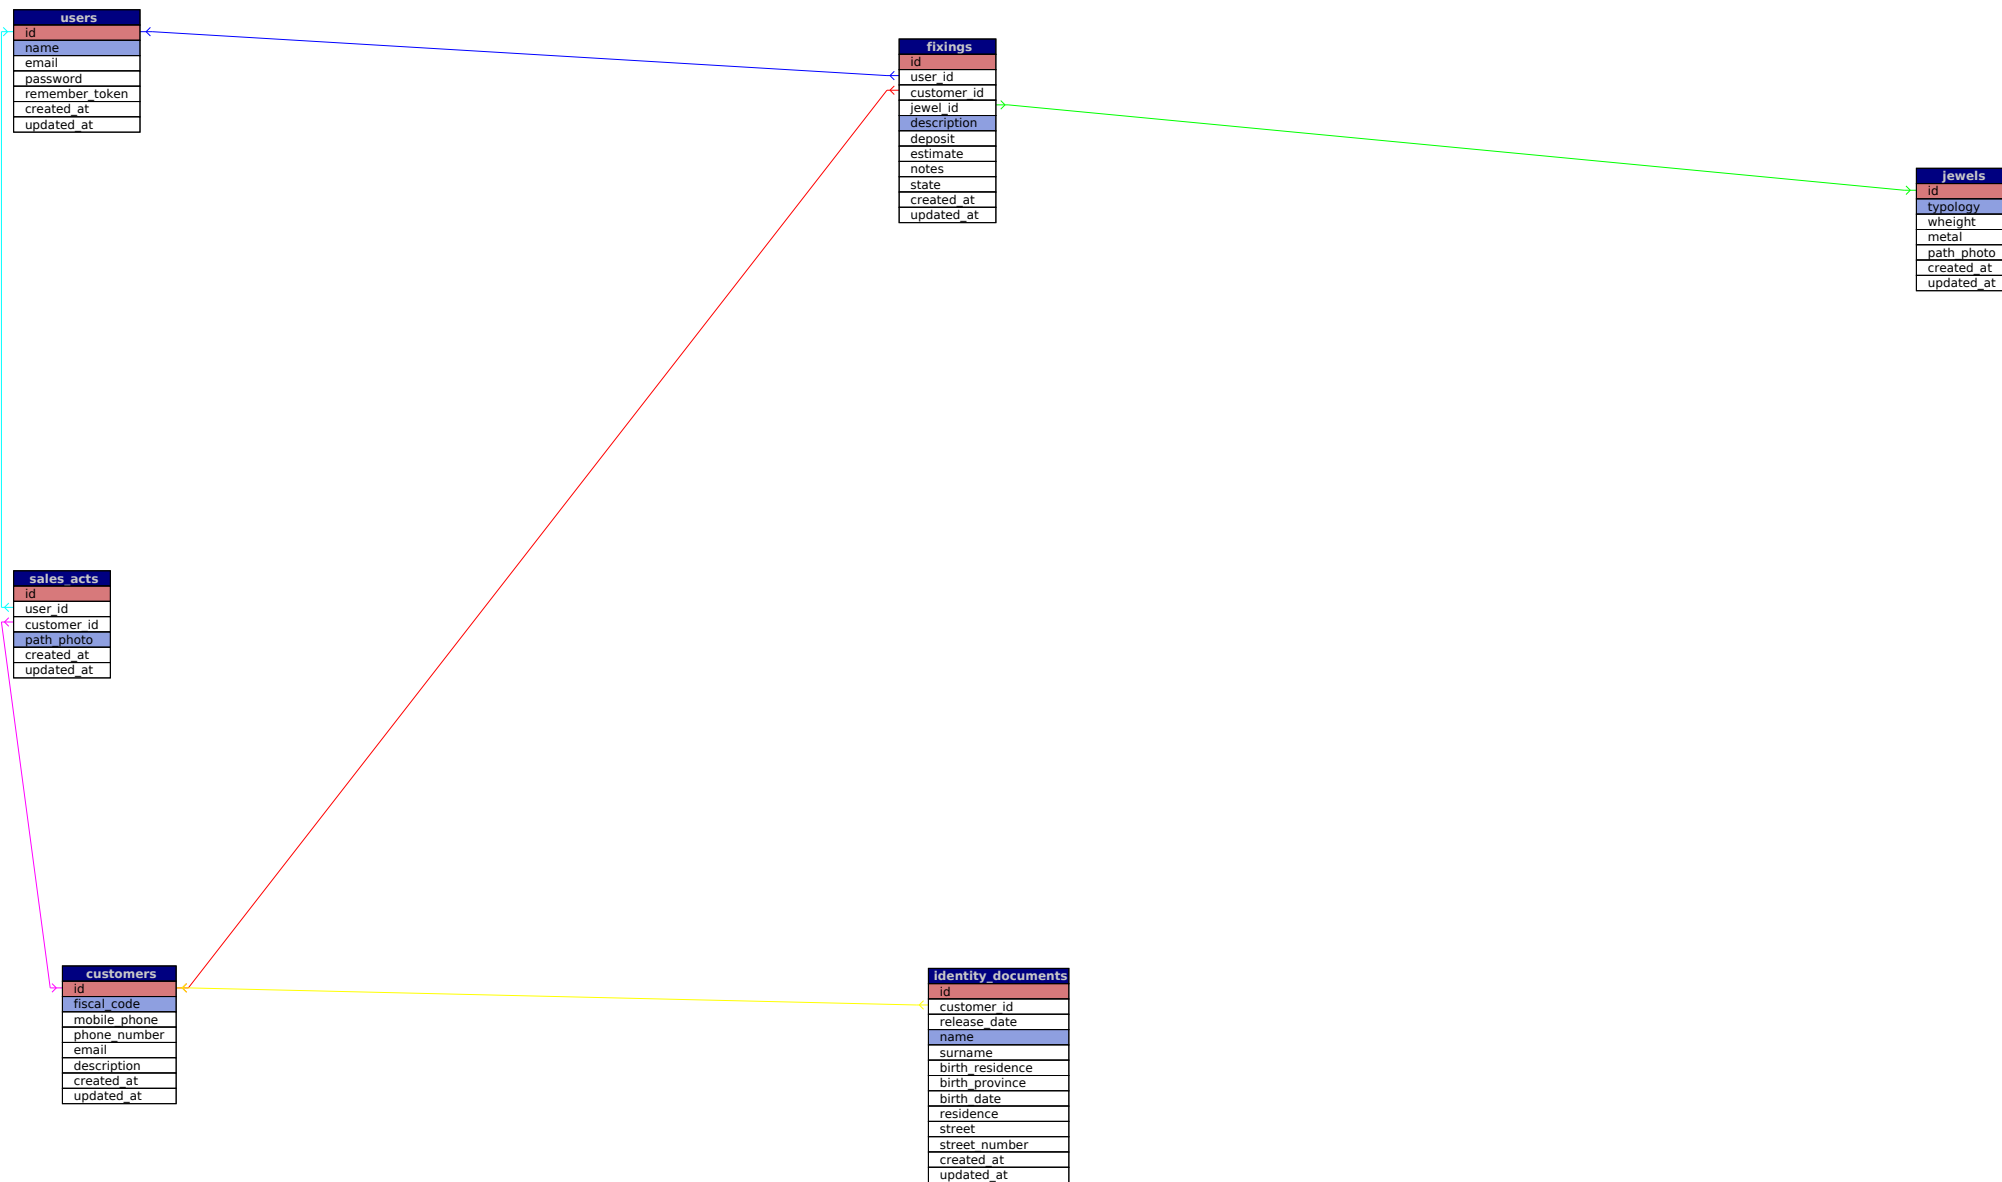 users
id
name
email
password
remember_token
created_at
updated_at
fixings
id
user_id
customer_id
jewel_id
description
deposit
estimate
notes
state
created_at
updated_at
jewels
id
typology
wheight
metal
path_photo
created_at
updated_at
sales_acts
id
user_id
customer_id
path_photo
created_at
updated_at
customers
id
fiscal_code
mobile_phone
phone_number
email
description
created_at
updated_at
identity_documents
id
customer_id
release_date
name
surname
birth_residence
birth_province
birth_date
residence
street
street_number
created_at
updated_at